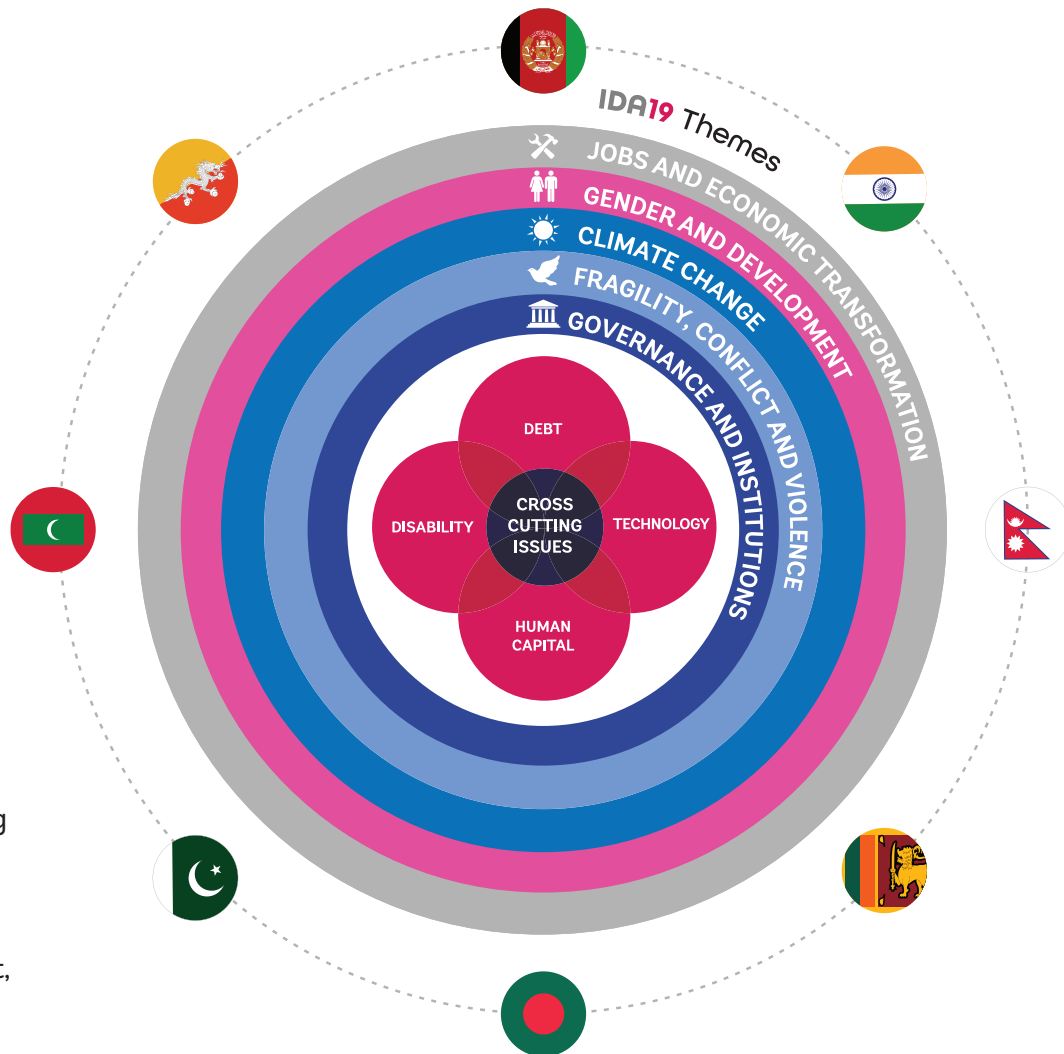 IDA19 Themes
JOBS AND ECONOMIC TRANSFORMATION
GENDER AND DEVELOPMENT
CLIMATE CHANGE
FRAGILITY, CONFLICT AND VIOLENCE
GOVERNANCE AND INSTITUTIONS
DEBT
DISABILITY
CROSS
CUTTING
ISSUES
TECHNOLOGY
HUMAN
CAPITAL
g
t,